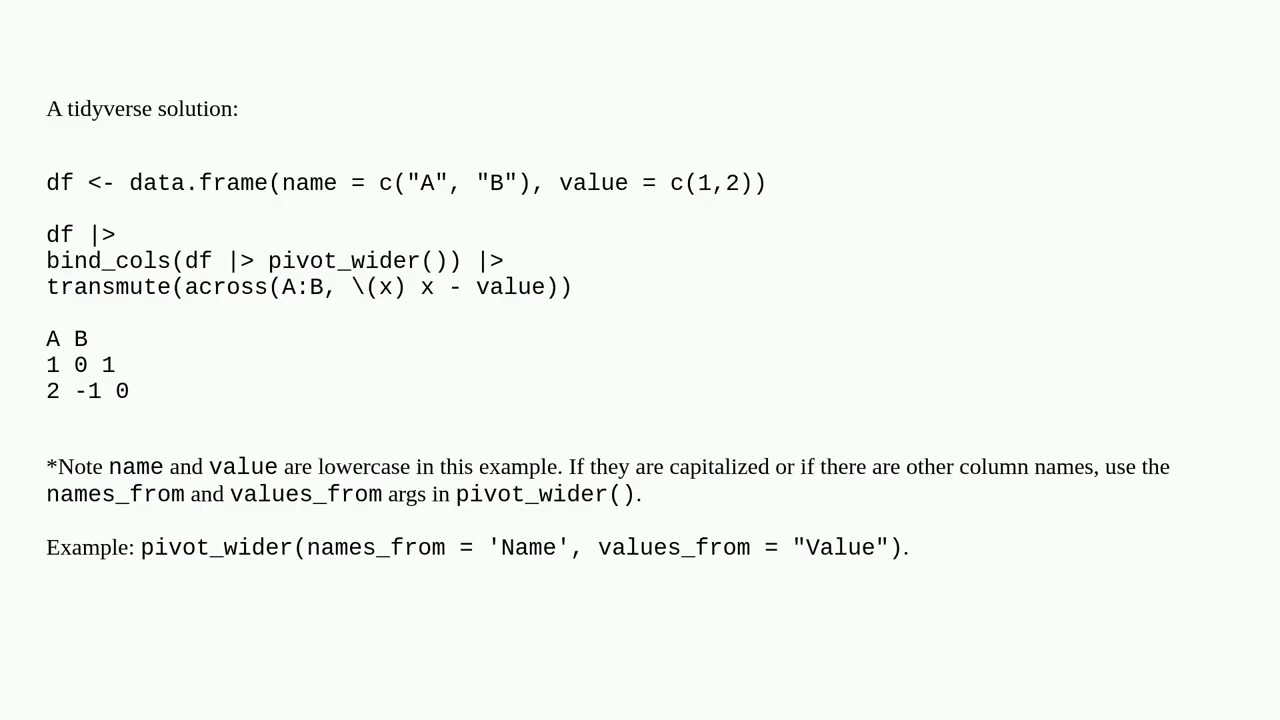 A tidyverse solution:
df <- data.frame(name = c("A", "B"), value = c(1,2))
df |>
bind_cols(df |> pivot_wider()) |>
transmute(across(A:B, \(x) x - value))
A B
1 0 1
2 -1 0
*Note name and value are lowercase in this example. If they are capitalized or if there are other column names, use the
names_from and values_from args in pivot_wider().
Example: pivot_wider(names_from = 'Name', values_from = "Value").